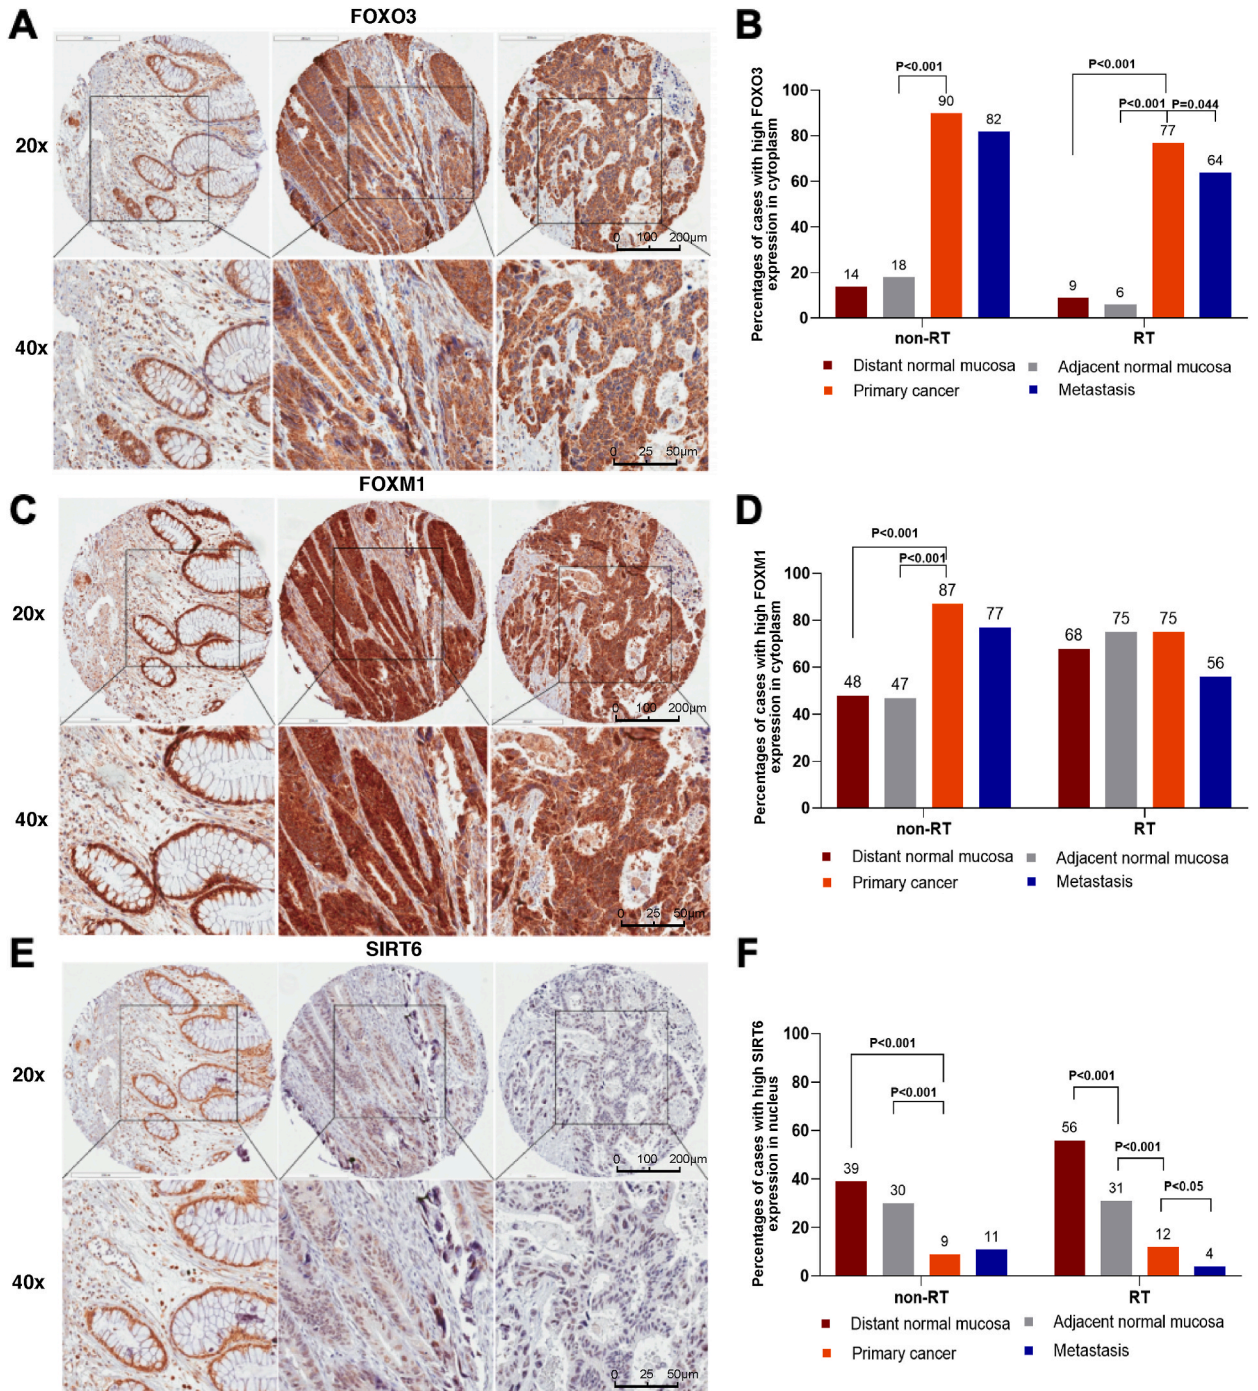 A
FOXO3
20x
0 100 200μm
40x
0 25 50μm
B
Percentages of cases with high FOXO3
expression in cytoplasm
100
80
60
40
20
0
P<0.001
P<0.001
P<0.001 P=0.044
14
18
90
82
9
6
77
64
non-RT
RT
Distant normal mucosa
Adjacent normal mucosa
Primary cancer
Metastasis
C
FOXM1
20x
0 100 200μm
40x
0 25 50μm
D
Percentages of cases with high FOXM1
expression in cytoplasm
100
80
60
40
20
0
P<0.001
P<0.001
48
47
87
77
68
75
75
56
non-RT
RT
Distant normal mucosa
Adjacent normal mucosa
Primary cancer
Metastasis
E
SIRT6
20x
0 100 200μm
40x
0 25 50μm
F
Percentages of cases with high SIRT6
expression in nucleus
100
80
60
40
20
0
P<0.001
P<0.001
P<0.001
P<0.001
P<0.05
39
30
9
11
56
31
12
4
non-RT
RT
Distant normal mucosa
Adjacent normal mucosa
Primary cancer
Metastasis